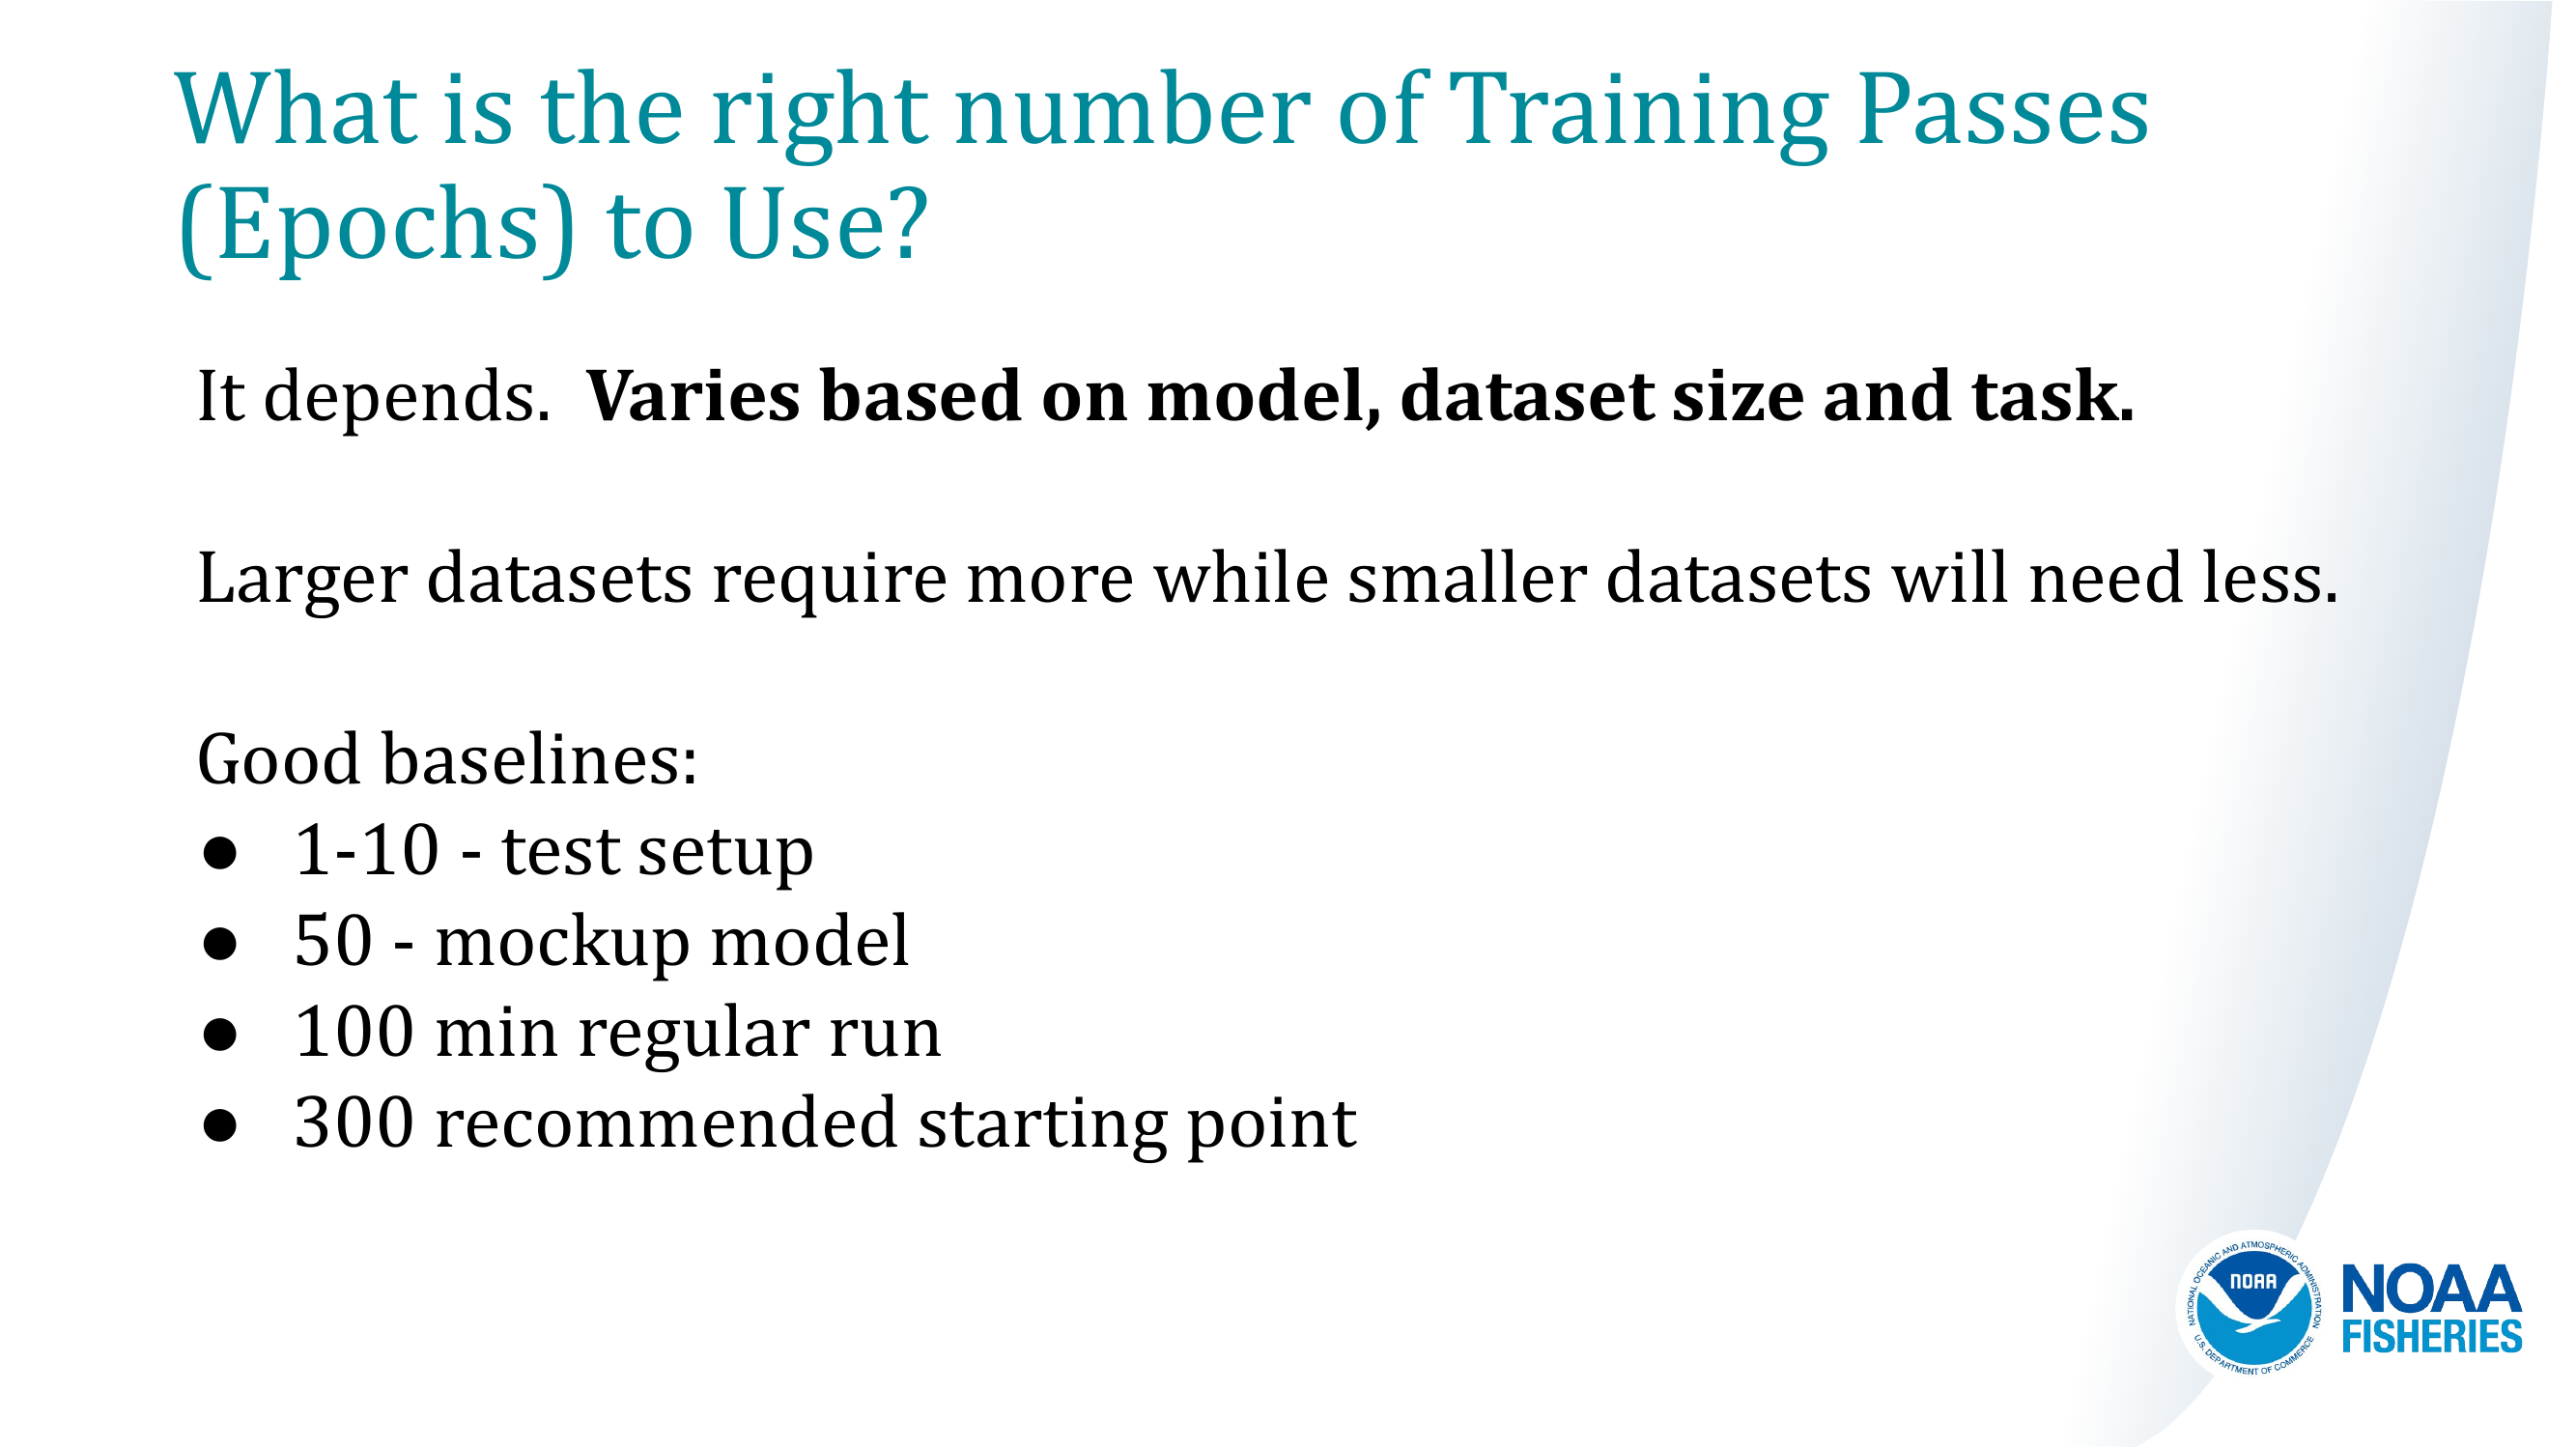 What is the right number of Training Passes
(Epochs) to Use?
It depends.  Varies based on model, dataset size and task.
Larger datasets require more while smaller datasets will need less.
Good baselines:
● 1-10 - test setup
● 50 - mockup model
● 100 min regular run
● 300 recommended starting point
NATIONAL OCEANIC AND ATMOSPHERIC ADMINISTRATION
NOAA
U.S. DEPARTMENT OF COMMERCE
NOAA
FISHERIES